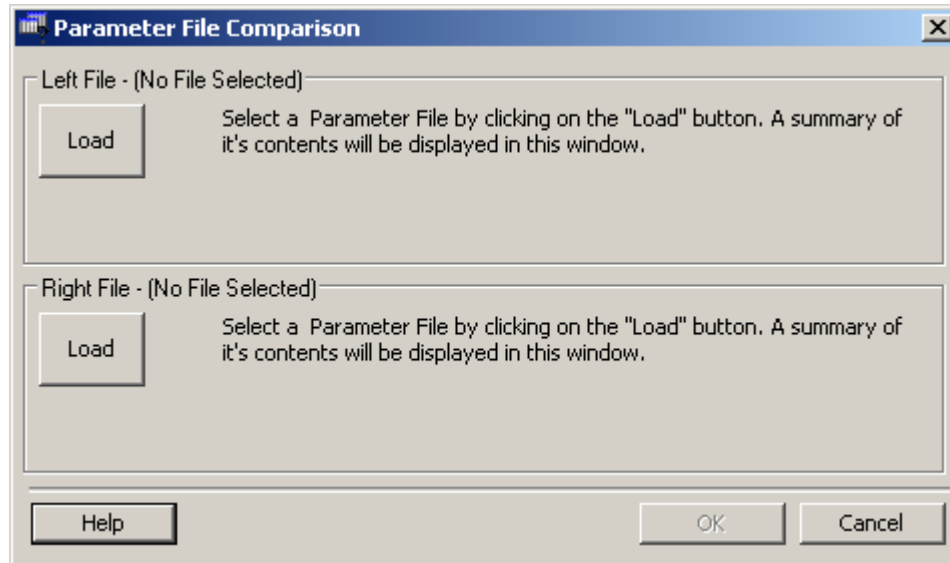 Parameter File Comparison
Left File - (No File Selected)
Load
Select a  Parameter File by clicking on the "Load" button. A summary of
it's contents will be displayed in this window.
Right File - (No File Selected)
Load
Select a  Parameter File by clicking on the "Load" button. A summary of
it's contents will be displayed in this window.
Help
OK
Cancel